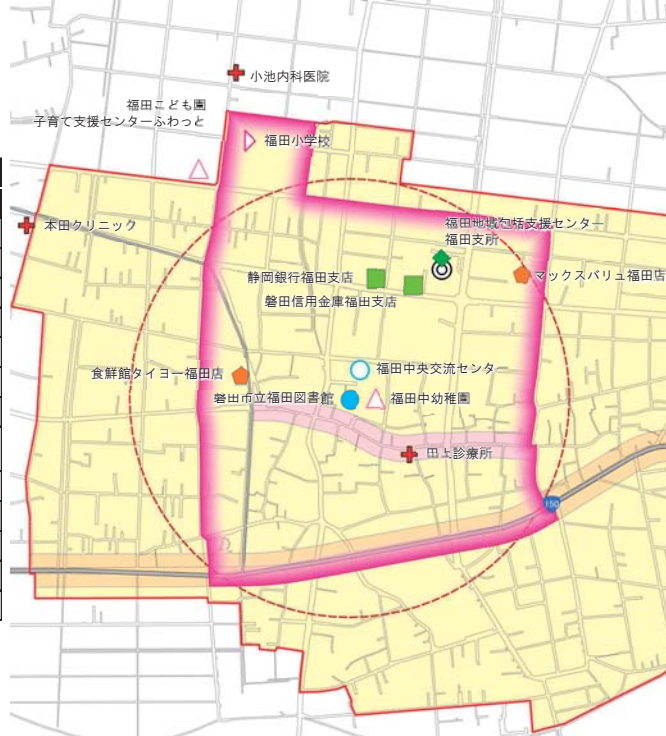 小池内科医院
福田こども園
子育て支援センターふわっと
福田小学校
本田クリニック
福田地域包括支援センター
福田支所
静岡銀行福田支店
マックスバリュ福田店
磐田信用金庫福田支店
食鮮館タイヨー福田店
福田中央交流センター
磐田市立福田図書館
福田中幼稚園
田上診療所
150